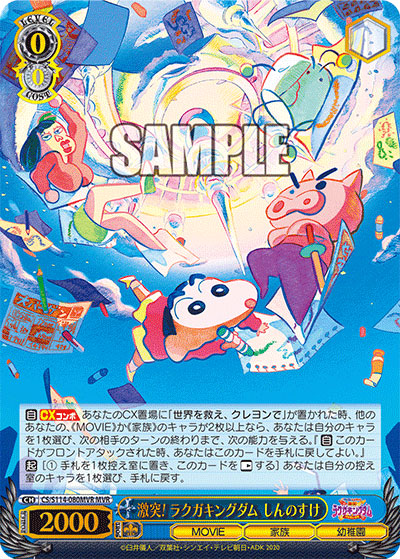 LEVEL
0
0
COST
SAMPLE
自 CXコンボ あなたのCX置場に「世界を救え、クレヨンで」が置かれた時、他の
あなたの、《MOVIE》か《家族》のキャラが2枚以上なら、あなたは自分のキャラ
を1枚選び、次の相手のターンの終わりまで、次の能力を与える。『自 このカー
ドがフロントアタックされた時、あなたはこのカードを手札に戻してよい。』
起 [① 手札を1枚控え室に置き、このカードをする] あなたは自分の控え
室のキャラを1枚選び、手札に戻す。
CH CS/S114-080MVR MVR
激突!ラクガキングダム しんのすけ
2000
MOVIE 家族 幼稚園
©臼井儀人/双葉社・シンエイ・テレビ朝日・ADK 2020